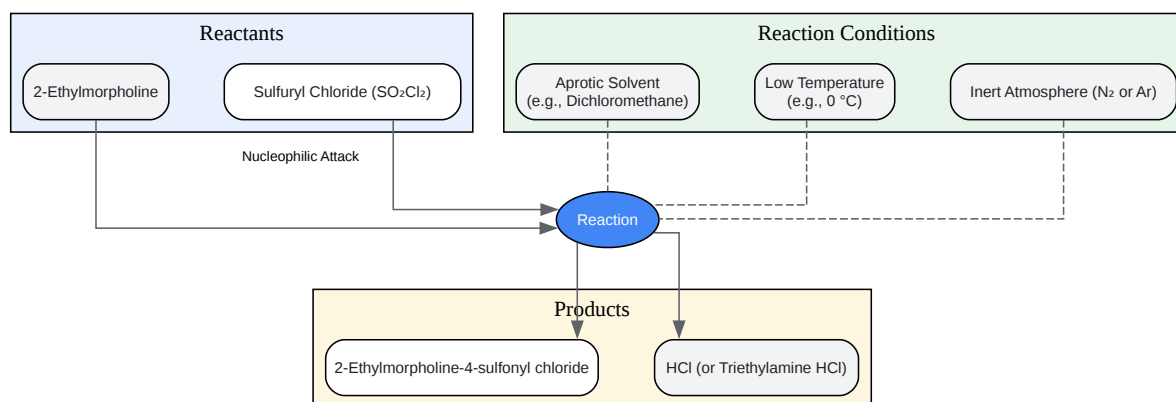 Reactants
Reaction Conditions
2-Ethylmorpholine
Sulfuryl Chloride (SO₂Cl₂)
Aprotic Solvent
(e.g., Dichloromethane)
Low Temperature
(e.g., 0 °C)
Inert Atmosphere (N₂ or Ar)
Nucleophilic Attack
Reaction
Products
2-Ethylmorpholine-4-sulfonyl chloride
HCl (or Triethylamine HCl)